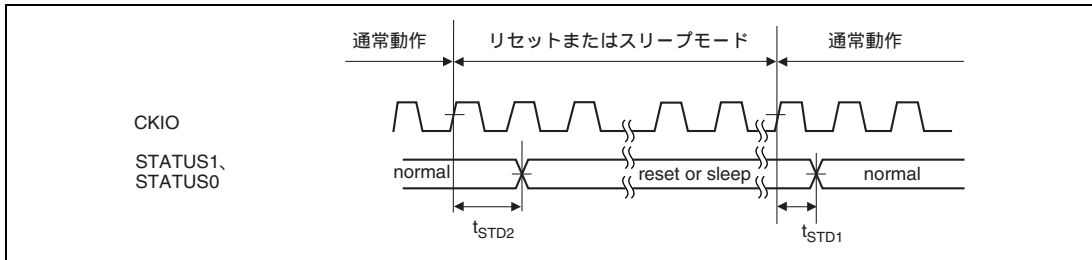 通常動作 リセットまたはスリープモード 通常動作
CKIO
STATUS1、
STATUS0
normal reset or sleep normal
tSTD2 tSTD1